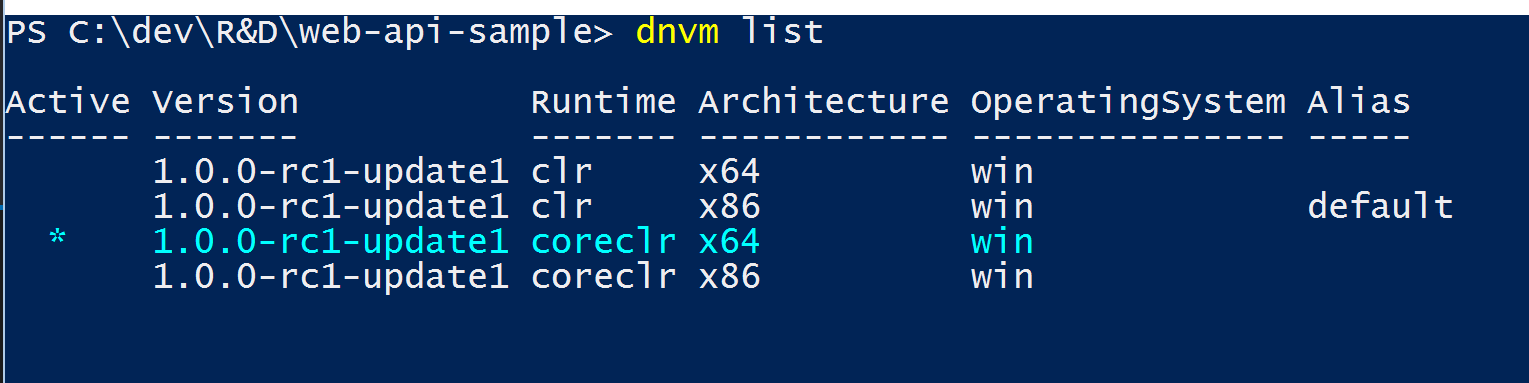 PS C:\dev\R&D\web-api-sample> dnvm list
Active Version           Runtime Architecture OperatingSystem Alias
------ -------           ------- ------------ --------------- -----
       1.0.0-rc1-update1 clr     x64          win
       1.0.0-rc1-update1 clr     x86          win             default
  *    1.0.0-rc1-update1 coreclr x64          win
       1.0.0-rc1-update1 coreclr x86          win